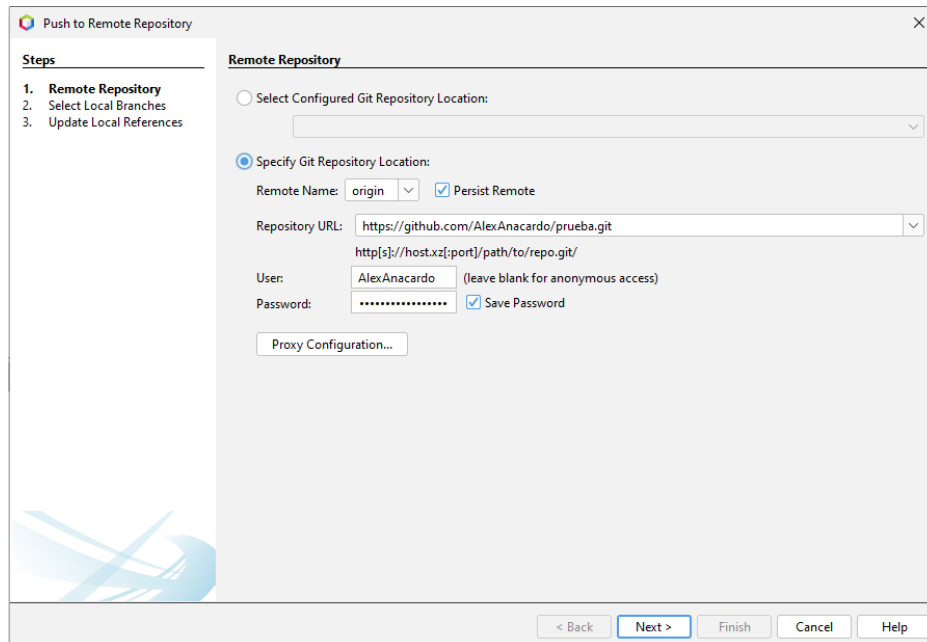 Push to Remote Repository
Steps
1. Remote Repository
2. Select Local Branches
3. Update Local References
Remote Repository
Select Configured Git Repository Location:
Specify Git Repository Location:
Remote Name: origin Persist Remote
Repository URL: https://github.com/AlexAnacardo/prueba.git
http[s]://host.xz[:port]/path/to/repo.git/
User: AlexAnacardo (leave blank for anonymous access)
Password: ••••••••••••••••• Save Password
Proxy Configuration...
< Back Next > Finish Cancel Help